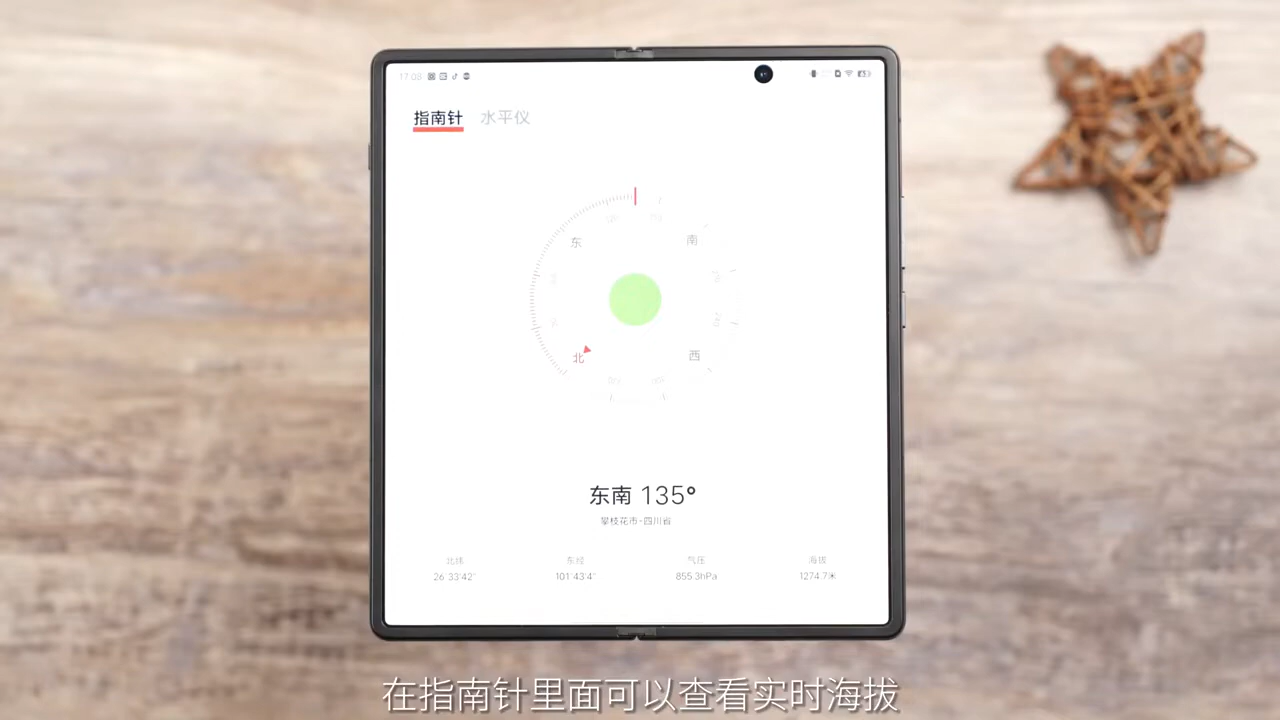 17:08
指南针 水平仪
东 南
北 西
东南 135°
攀枝花市·四川省
北纬 东经 气压 海拔
26°33'42" 101°43'4" 855.3hPa 1274.7米
在指南针里面可以查看实时海拔